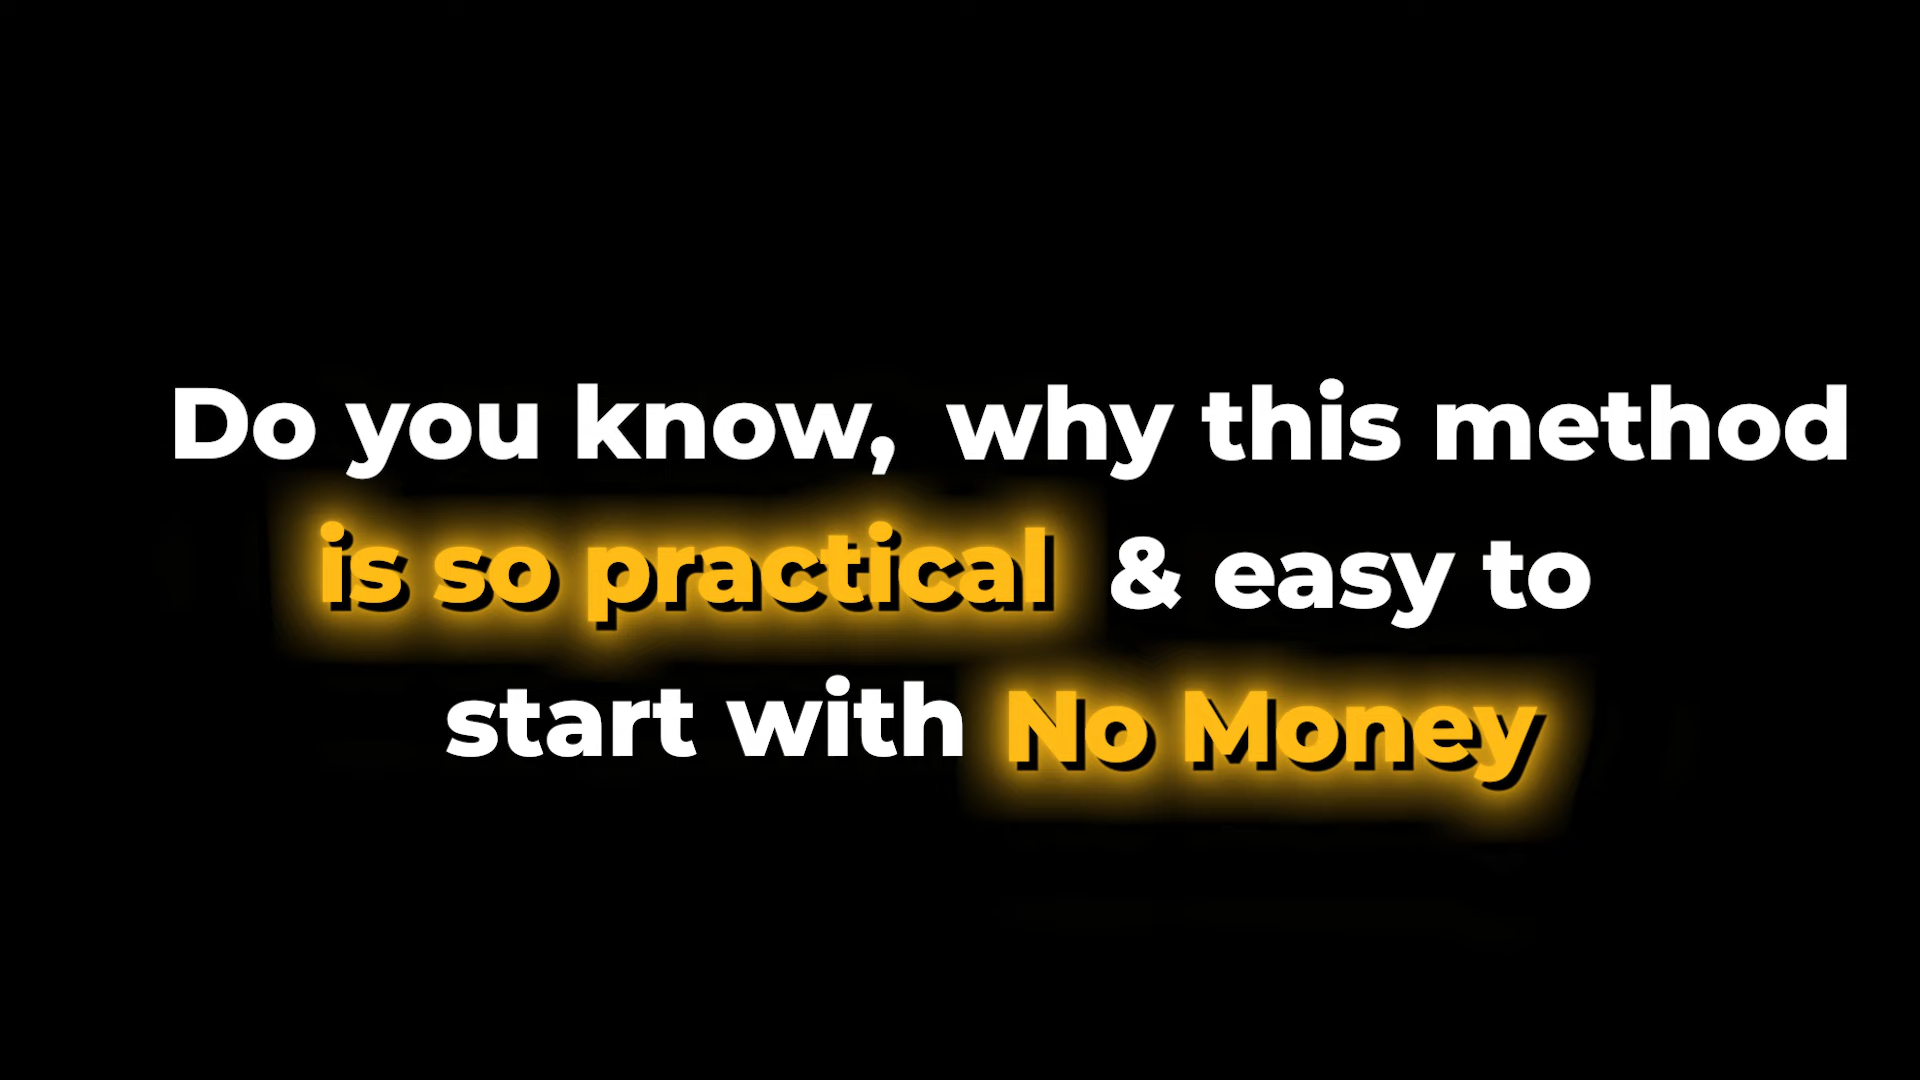 Do you know, why this method
is so practical & easy to
start with No Money